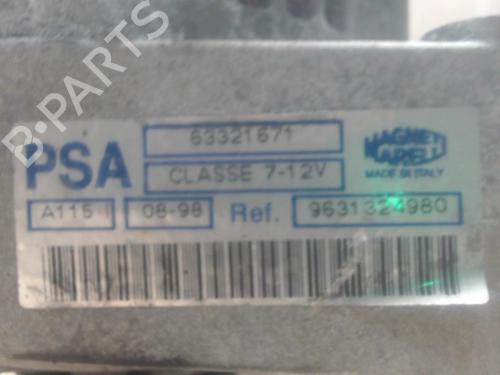 B-PARTS
PSA
63321671
CLASSE 7-12V
MAGNETI
MARELLI
MADE IN ITALY
A115-I
08-98
Ref.
9631324980